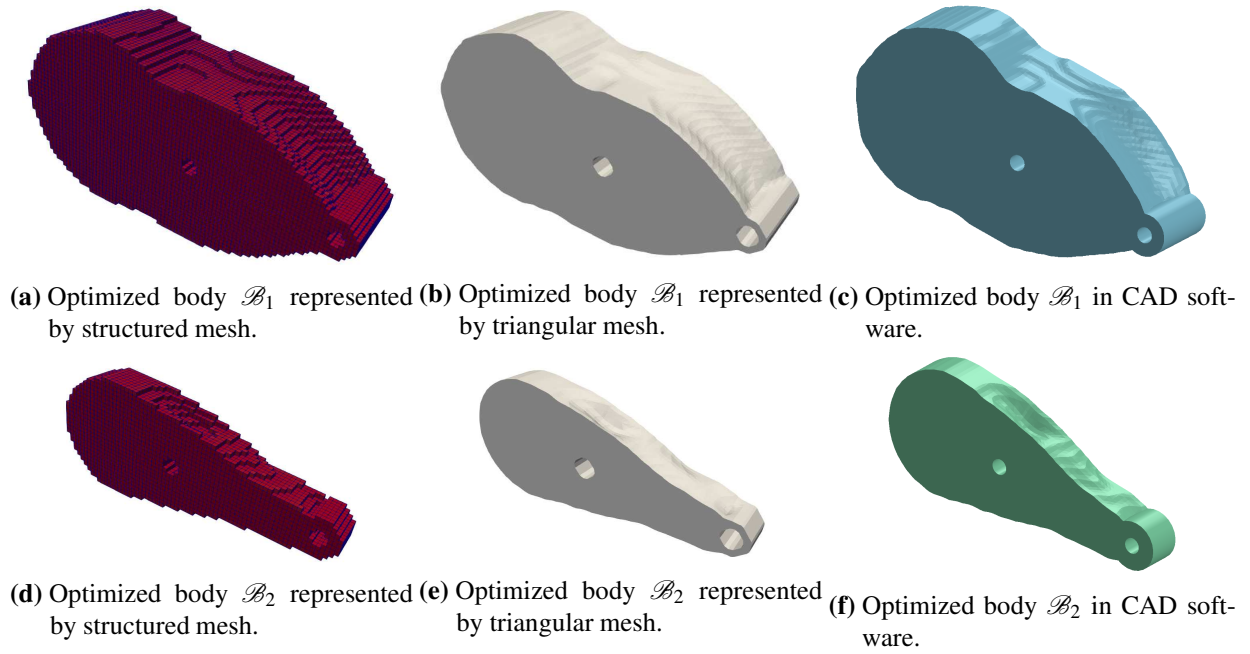 (a) Optimized body ℬ₁ represented
by structured mesh.
(b) Optimized body ℬ₁ represented
by triangular mesh.
(c) Optimized body ℬ₁ in CAD soft-
ware.
(d) Optimized body ℬ₂ represented
by structured mesh.
(e) Optimized body ℬ₂ represented
by triangular mesh.
(f) Optimized body ℬ₂ in CAD soft-
ware.